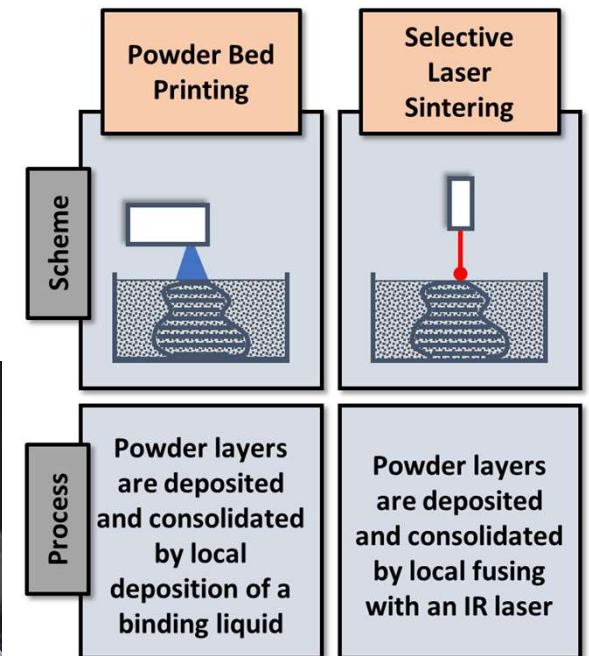 Powder Bed
Printing
Selective
Laser
Sintering
Scheme
Process
Powder layers
are deposited
and consolidated
by local
deposition of a
binding liquid
Powder layers
are deposited
and consolidated
by local fusing
with an IR laser